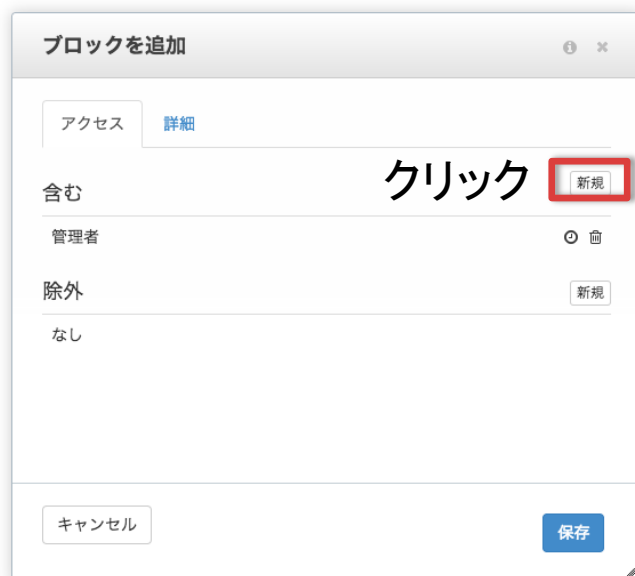 ブロックを追加
アクセス 詳細
クリック
含む 新規
管理者
除外 新規
なし
キャンセル 保存